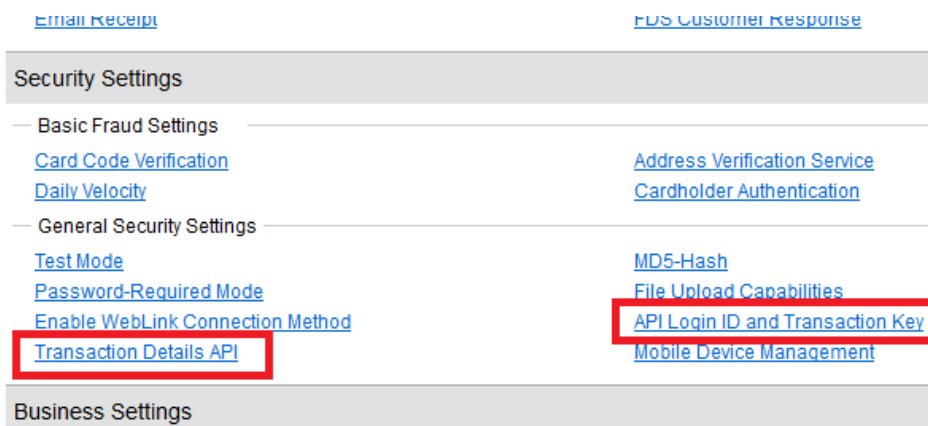 Email Receipt
FDS Customer Response
Security Settings
Basic Fraud Settings
Card Code Verification
Address Verification Service
Daily Velocity
Cardholder Authentication
General Security Settings
Test Mode
MD5-Hash
Password-Required Mode
File Upload Capabilities
Enable WebLink Connection Method
API Login ID and Transaction Key
Transaction Details API
Mobile Device Management
Business Settings